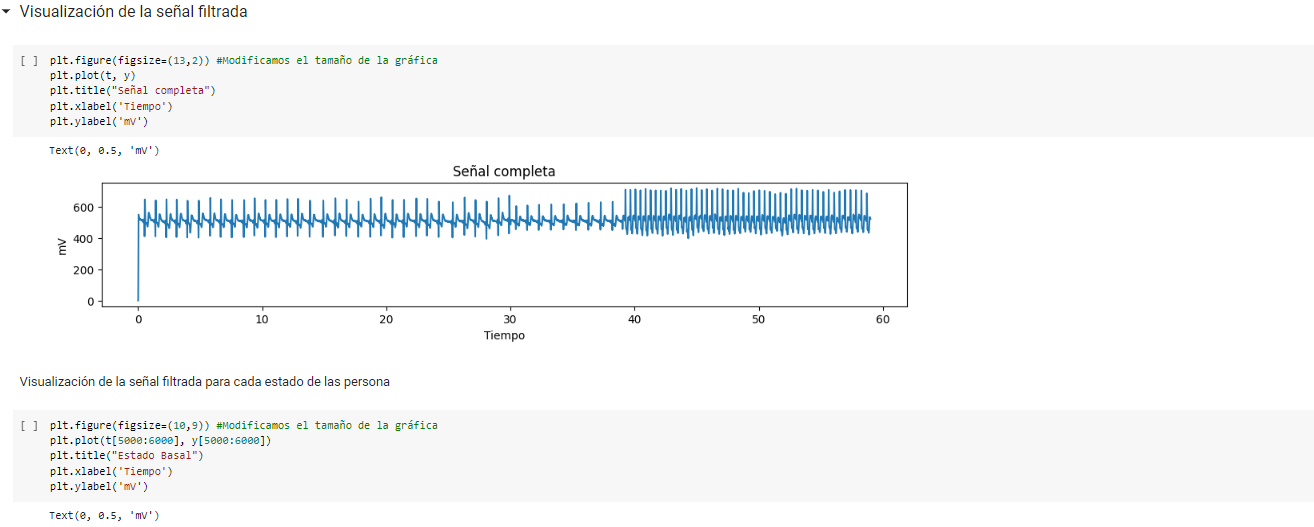 Visualización de la señal filtrada
[ ] plt.figure(figsize=(13,2)) #Modificamos el tamaño de la gráfica
plt.plot(t, y)
plt.title("Señal completa")
plt.xlabel('Tiempo')
plt.ylabel('mV')
Text(0, 0.5, 'mV')
Señal completa
600
400
200
0
mV
0 10 20 30 40 50 60
Tiempo
Visualización de la señal filtrada para cada estado de las persona
[ ] plt.figure(figsize=(10,9)) #Modificamos el tamaño de la gráfica
plt.plot(t[5000:6000], y[5000:6000])
plt.title("Estado Basal")
plt.xlabel('Tiempo')
plt.ylabel('mV')
Text(0, 0.5, 'mV')